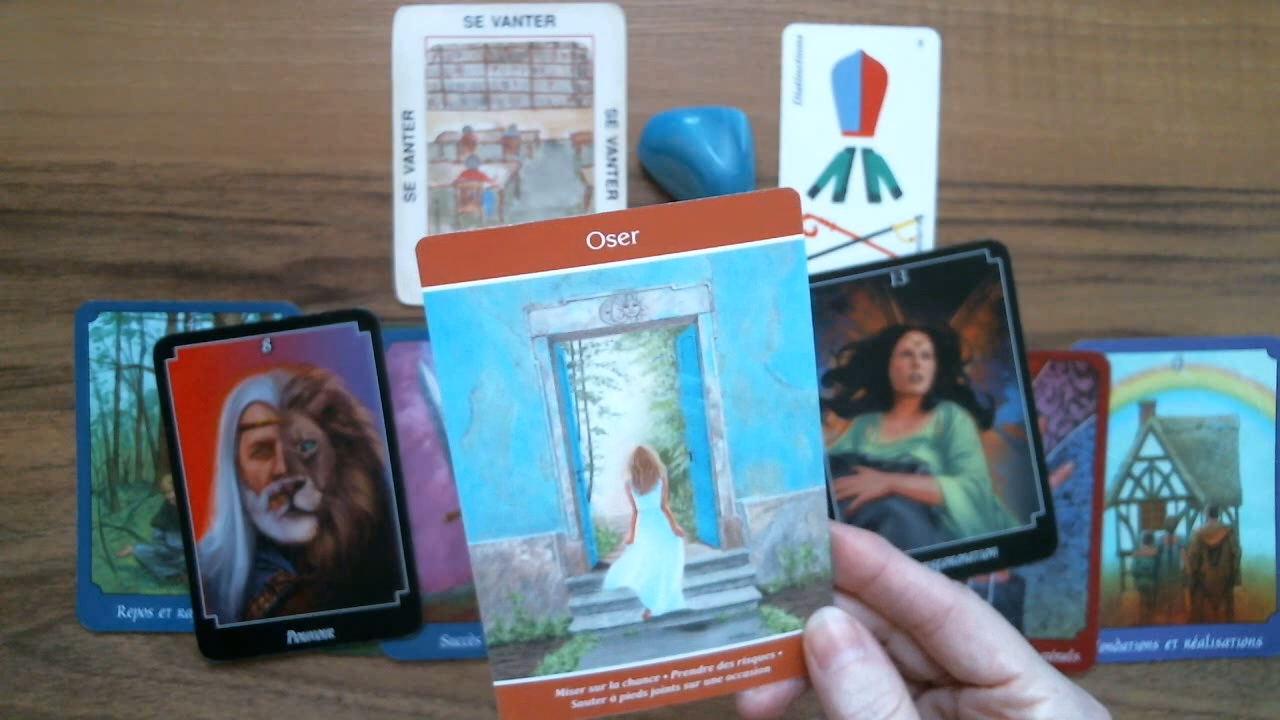 SE VANTER
SE VANTER
SE VANTER
Distinctions
Oser
13
8
Repos et
Pouvoir
Succès
Fondations et réalisations
Miser sur la chance • Prendre des risques •
Sauter à pieds joints sur une occasion